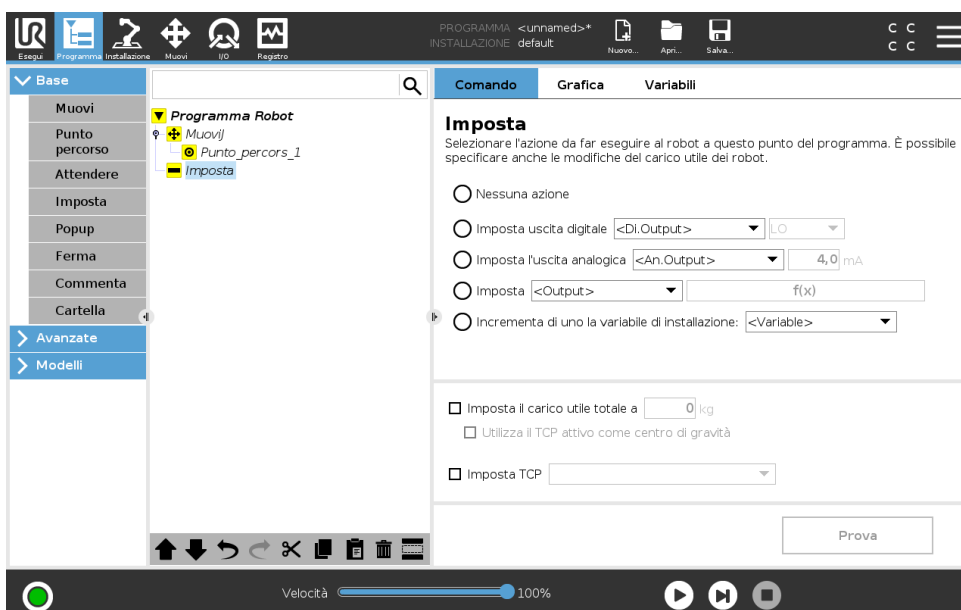 UR
PROGRAMMA <unnamed>*
INSTALLAZIONE default
C C
C C
Esegui
Programma
Installazione
Muovi
I/O
Registro
Nuovo...
Apri...
Salva...
Base
Muovi
Punto
percorso
Attendere
Imposta
Popup
Ferma
Commenta
Cartella
Avanzate
Modelli
Programma Robot
MuoviJ
Punto_percors_1
Imposta
Comando
Grafica
Variabili
Imposta
Selezionare l'azione da far eseguire al robot a questo punto del programma. È possibile
specificare anche le modifiche del carico utile dei robot.
Nessuna azione
Imposta uscita digitale <Di.Output> LO
Imposta l'uscita analogica <An.Output> 4,0 mA
Imposta <Output> f(x)
Incrementa di uno la variabile di installazione: <Variable>
Imposta il carico utile totale a 0 kg
Utilizza il TCP attivo come centro di gravità
Imposta TCP
Prova
Velocità 100%